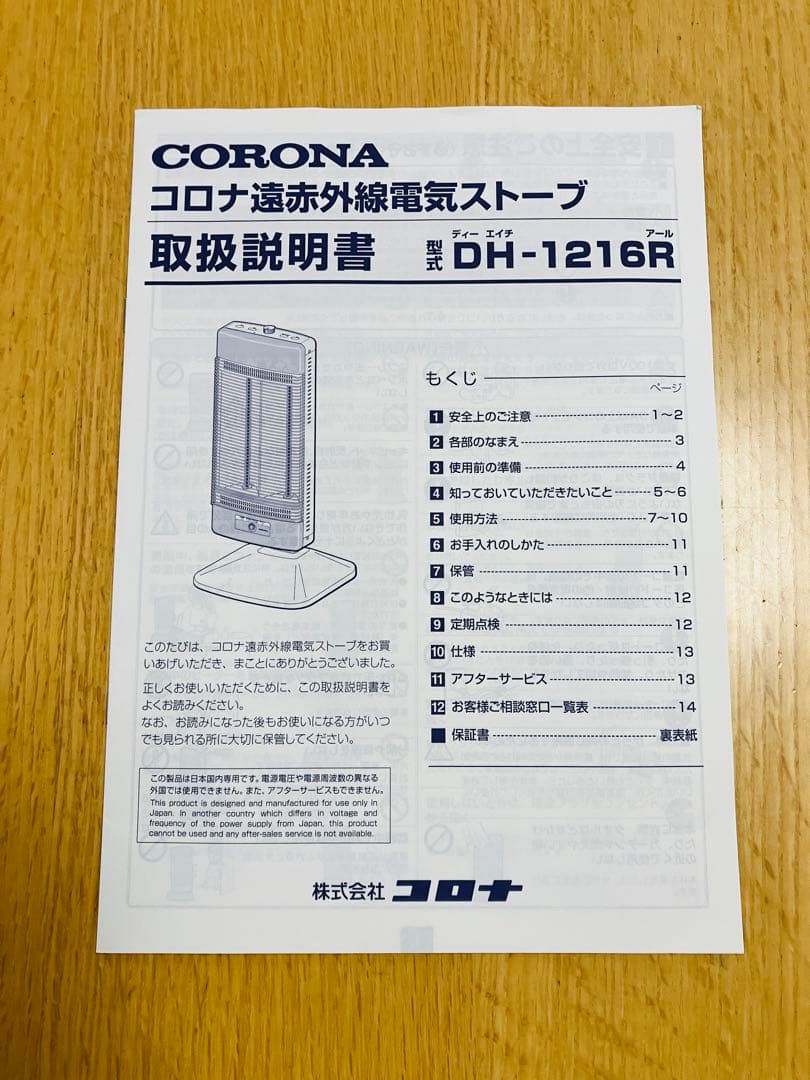 CORONA
コロナ遠赤外線電気ストーブ
取扱説明書 型式 DH-1216R
ディー エイチ アール
もくじ
ページ
1 安全上のご注意 1~2
2 各部のなまえ 3
3 使用前の準備 4
4 知っておいていただきたいこと 5~6
5 使用方法 7~10
6 お手入れのしかた 11
7 保管 11
8 このようなときには 12
9 定期点検 12
10 仕様 13
11 アフターサービス 13
12 お客様ご相談窓口一覧表 14
■ 保証書 裏表紙
このたびは、コロナ遠赤外線電気ストーブをお買
いあげいただき、まことにありがとうございました。
正しくお使いいただくために、この取扱説明書を
よくお読みください。
なお、お読みになった後もお使いになる方がいつ
でも見られる所に大切に保管してください。
この製品は日本国内専用です。電源電圧や電源周波数の異なる
外国では使用できません。また、アフターサービスもできません。
This product is designed and manufactured for use only in
Japan. In another country which differs in voltage and
frequency of the power supply from Japan, this product
cannot be used and any after-sales service is not available.
株式会社 コロナ